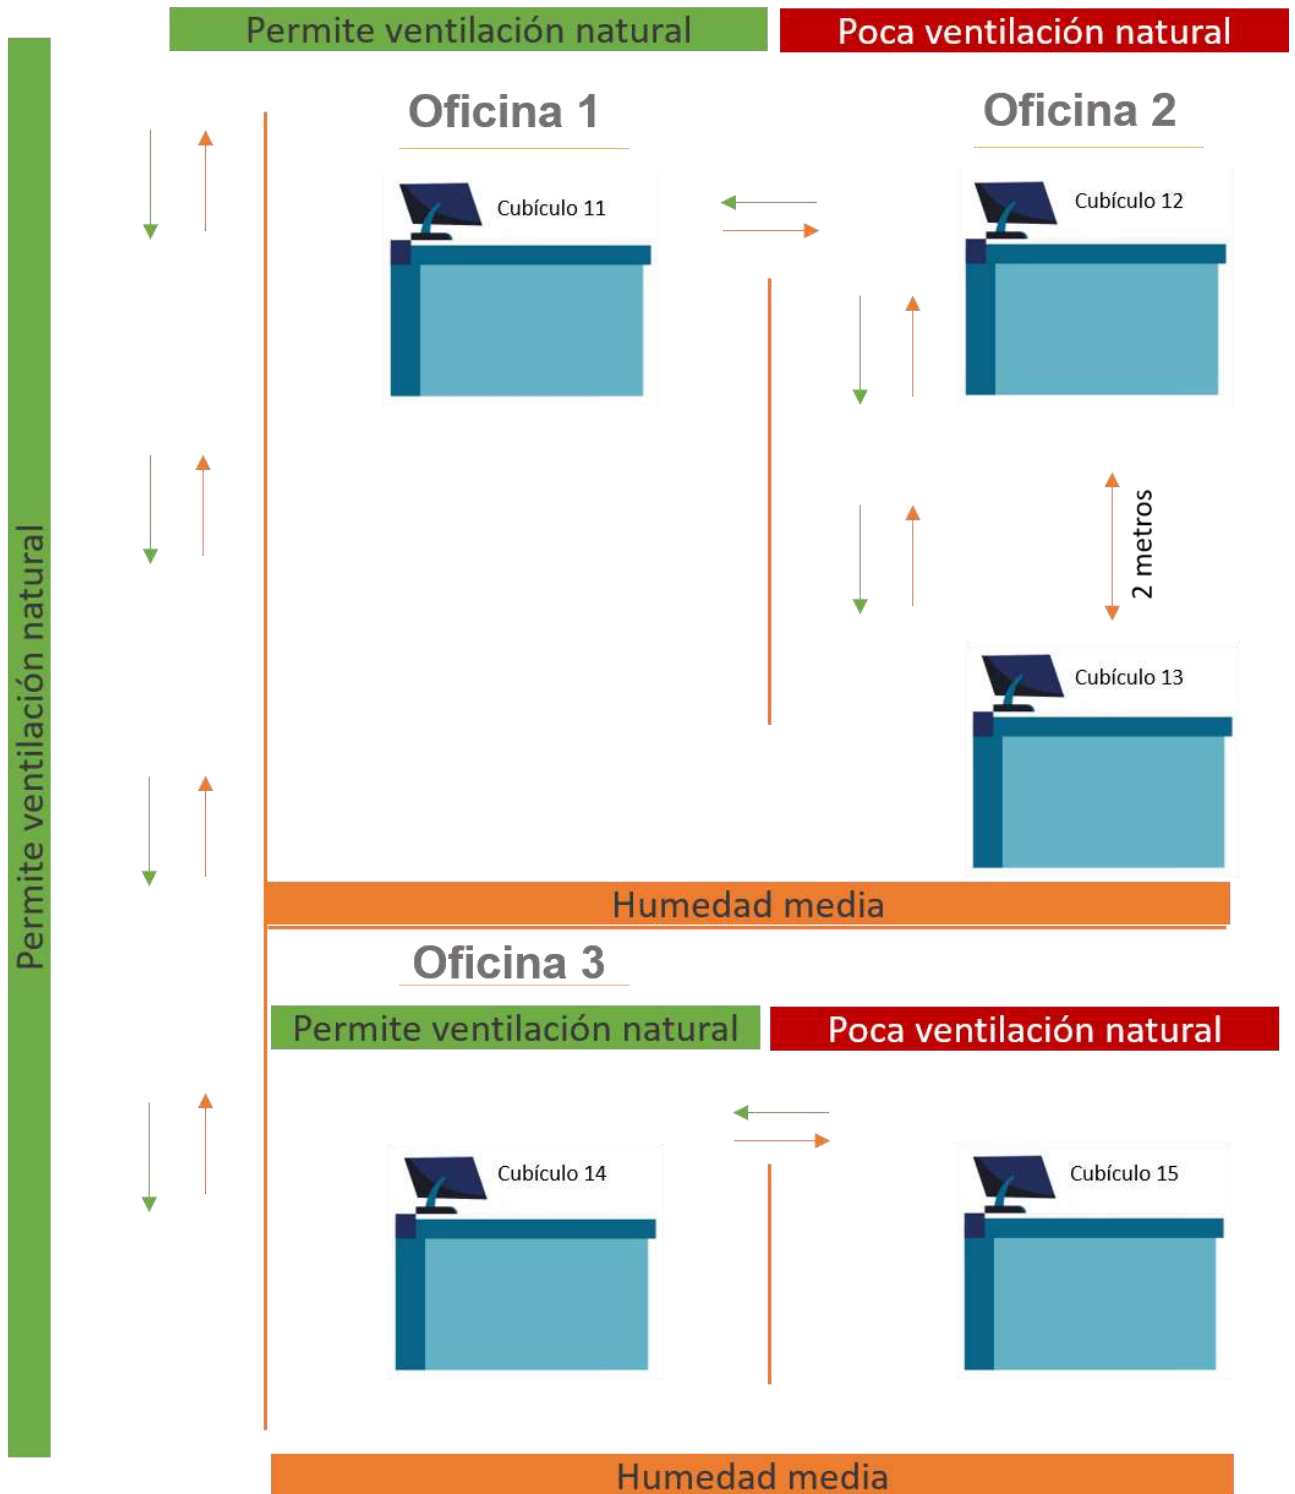 Permite ventilación natural
Poca ventilación natural
Permite ventilación natural
Oficina 1
Oficina 2
Cubículo 11
Cubículo 12
2 metros
Cubículo 13
Humedad media
Oficina 3
Permite ventilación natural
Poca ventilación natural
Cubículo 14
Cubículo 15
Humedad media